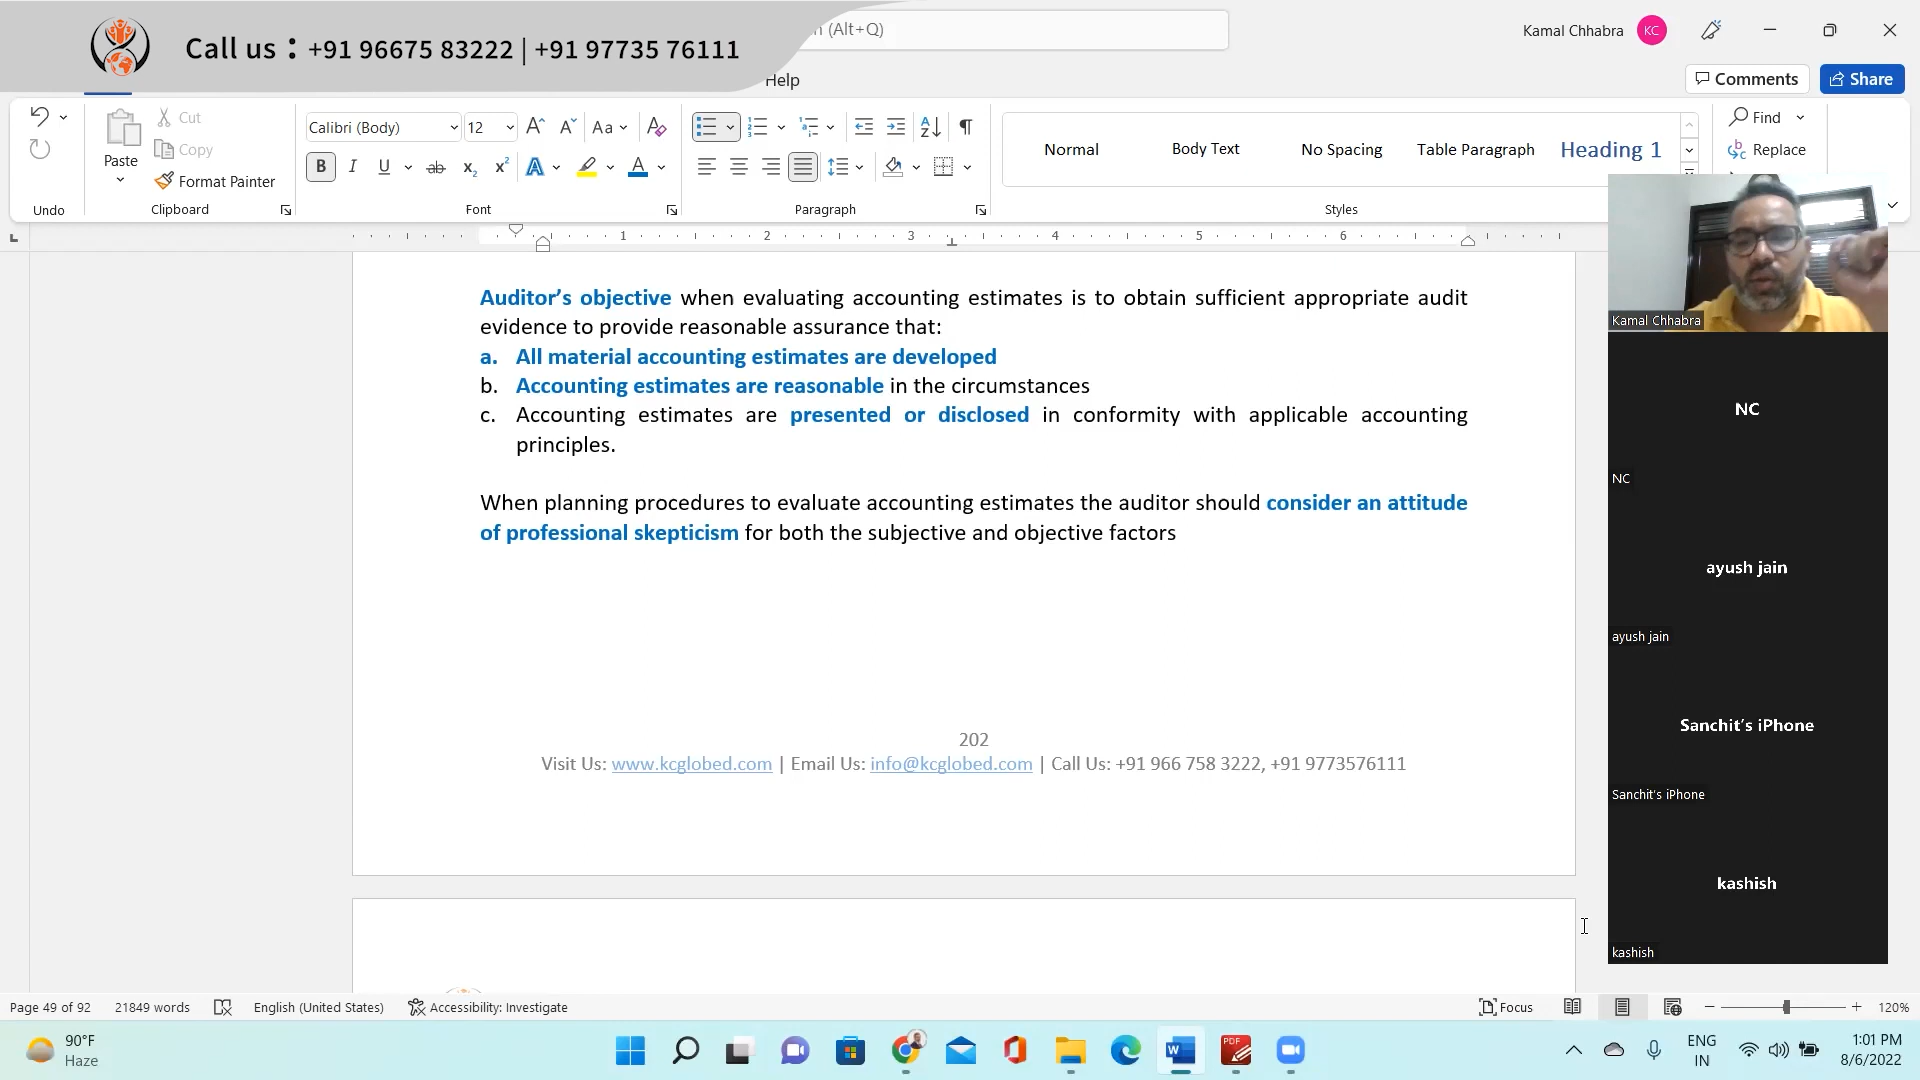 Call us : +91 96675 83222 | +91 97735 76111
(Alt+Q)
Kamal Chhabra
KC
Help
Comments
Share
Paste
Cut
Copy
Format Painter
Calibri (Body)
12
Aa
Normal
Body Text
No Spacing
Table Paragraph
Heading 1
Find
Replace
Undo
Clipboard
Font
Paragraph
Styles
1 2 3 4 5 6
Auditor’s objective when evaluating accounting estimates is to obtain sufficient appropriate audit
evidence to provide reasonable assurance that:
a. All material accounting estimates are developed
b. Accounting estimates are reasonable in the circumstances
c. Accounting estimates are presented or disclosed in conformity with applicable accounting
principles.
When planning procedures to evaluate accounting estimates the auditor should consider an attitude
of professional skepticism for both the subjective and objective factors
202
Visit Us: www.kcglobed.com | Email Us: info@kcglobed.com | Call Us: +91 966 758 3222, +91 9773576111
Kamal Chhabra
NC
NC
ayush jain
ayush jain
Sanchit’s iPhone
Sanchit's iPhone
kashish
kashish
Page 49 of 92
21849 words
English (United States)
Accessibility: Investigate
Focus
120%
90°F
Haze
ENG
IN
1:01 PM
8/6/2022